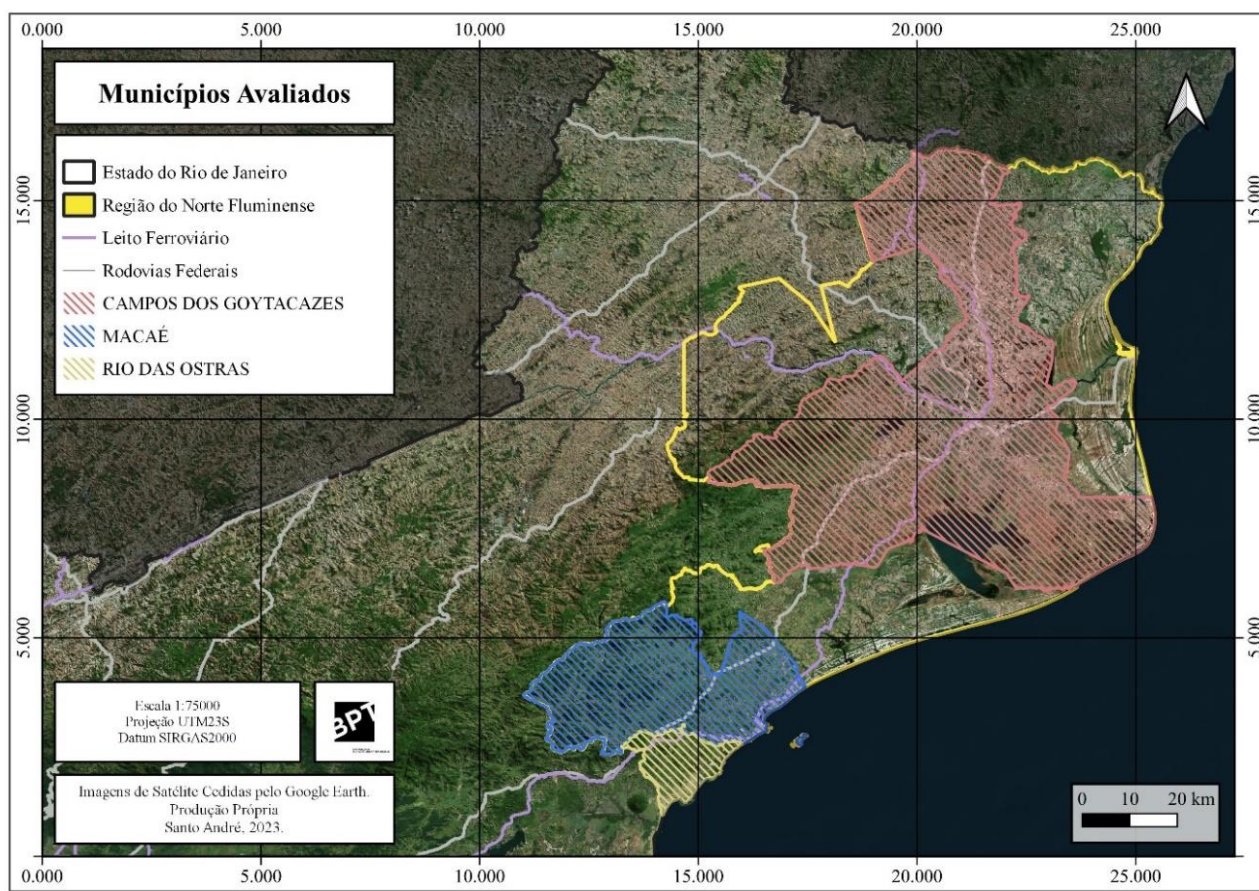 0.000 5.000 10.000 15.000 20.000 25.000
Municípios Avaliados
Estado do Rio de Janeiro
Região do Norte Fluminense
Leito Ferroviário
Rodovias Federais
CAMPOS DOS GOYTACAZES
MACAÉ
RIO DAS OSTRAS
15.000 15.000
10.000 10.000
5.000 5.000
Escala 1:75000
Projeção UTM23S
Datum SIRGAS2000
BPT
Imagens de Satélite Cedidas pelo Google Earth.
Produção Própria
Santo André, 2023.
0 10 20 km
0.000 5.000 10.000 15.000 20.000 25.000